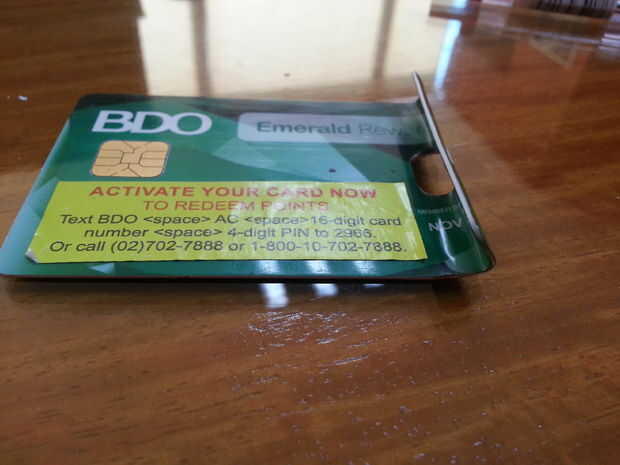 BDO
Emerald Rew
ACTIVATE YOUR CARD NOW
TO REDEEM POINTS
Text BDO <space> AC <space>16-digit card
number <space> 4-digit PIN to 2966.
Or call (02)702-7888 or 1-800-10-702-7888.
NOV